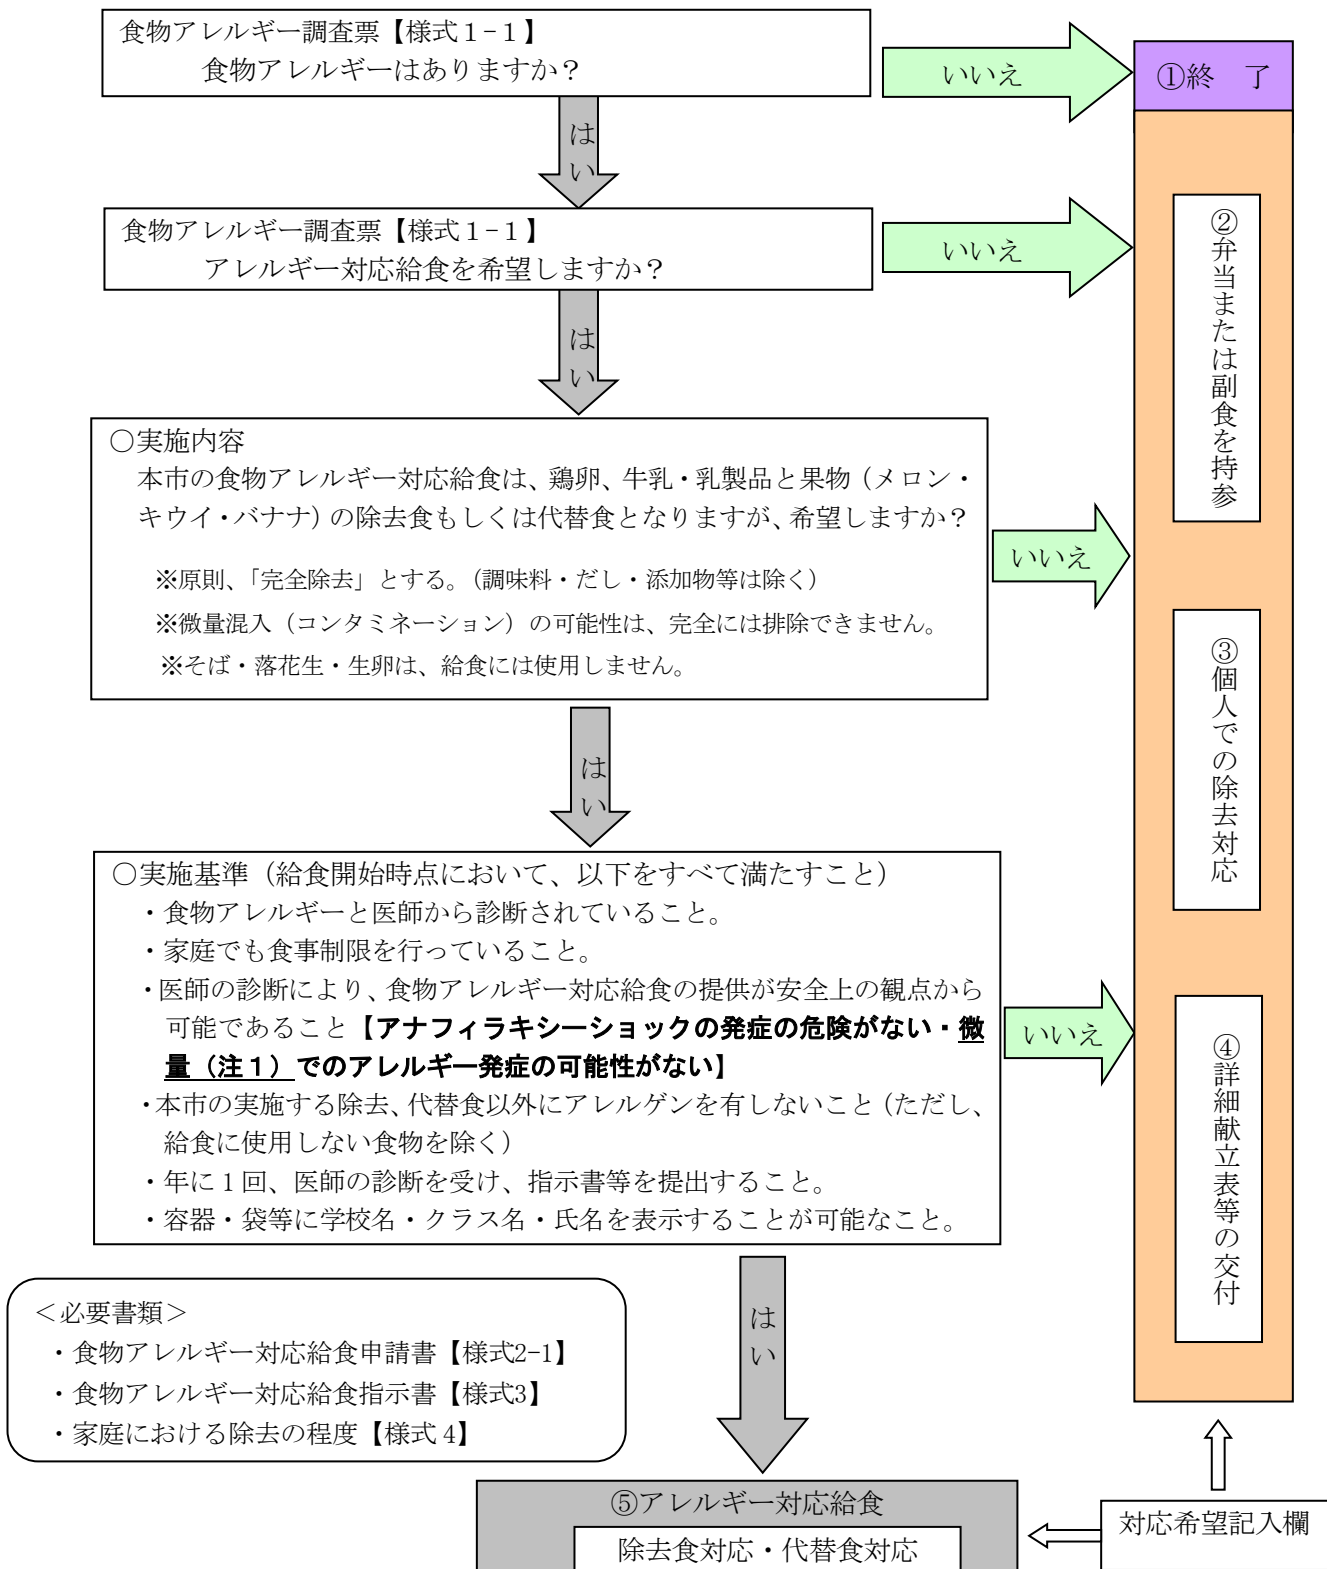 食物アレルギー調査票【様式１-１】
食物アレルギーはありますか？
いいえ
①終　了
はい
食物アレルギー調査票【様式１-１】
アレルギー対応給食を希望しますか？
いいえ
はい
②弁当または副食を持参
○実施内容
本市の食物アレルギー対応給食は、鶏卵、牛乳・乳製品と果物（メロン・
キウイ・バナナ）の除去食もしくは代替食となりますが、希望しますか？
※原則、「完全除去」とする。（調味料・だし・添加物等は除く）
※微量混入（コンタミネーション）の可能性は、完全には排除できません。
※そば・落花生・生卵は、給食には使用しません。
いいえ
はい
③個人での除去対応
○実施基準（給食開始時点において、以下をすべて満たすこと）
・食物アレルギーと医師から診断されていること。
・家庭でも食事制限を行っていること。
・医師の診断により、食物アレルギー対応給食の提供が安全上の観点から
可能であること【アナフィラキシーショックの発症の危険がない・微
量（注１）でのアレルギー発症の可能性がない】
・本市の実施する除去、代替食以外にアレルゲンを有しないこと（ただし、
給食に使用しない食物を除く）
・年に１回、医師の診断を受け、指示書等を提出すること。
・容器・袋等に学校名・クラス名・氏名を表示することが可能なこと。
いいえ
④詳細献立表等の交付
はい
＜必要書類＞
・食物アレルギー対応給食申請書【様式2-1】
・食物アレルギー対応給食指示書【様式3】
・家庭における除去の程度【様式 4】
⑤アレルギー対応給食
除去食対応・代替食対応
対応希望記入欄